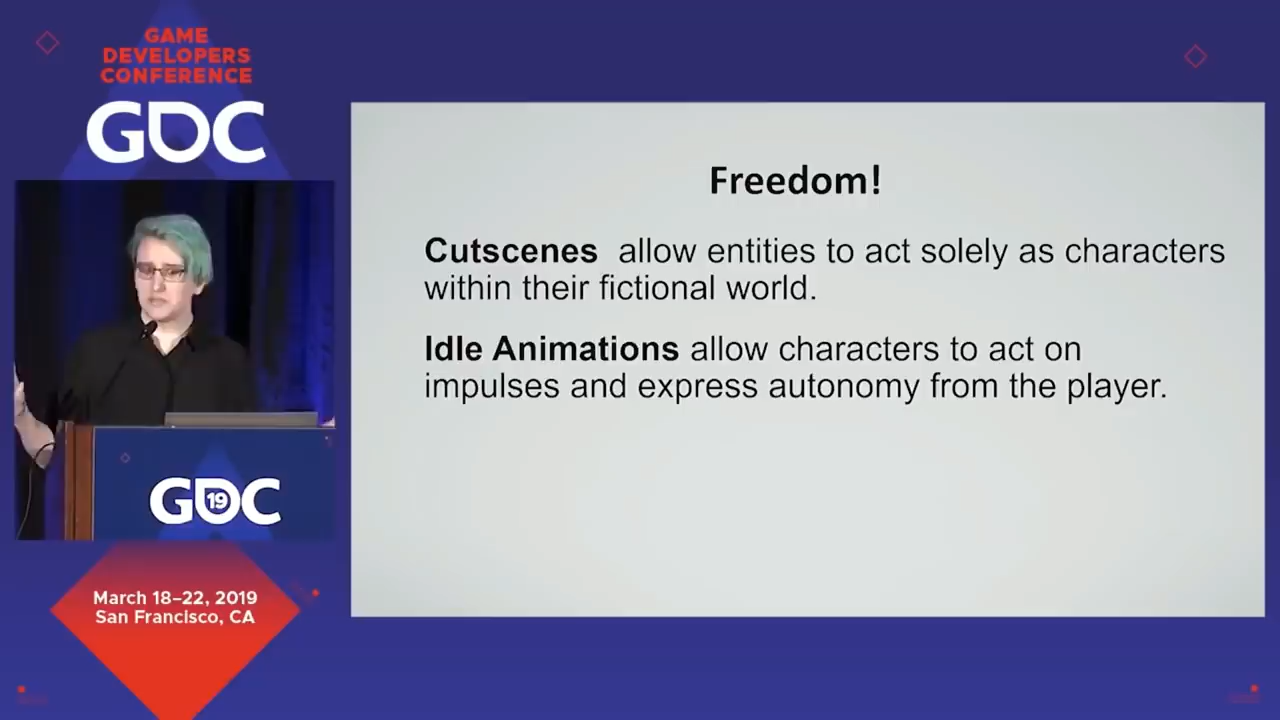 GAME
DEVELOPERS
CONFERENCE
GDC
Freedom!
Cutscenes allow entities to act solely as characters
within their fictional world.
Idle Animations allow characters to act on
impulses and express autonomy from the player.
GDC
19
March 18–22, 2019
San Francisco, CA